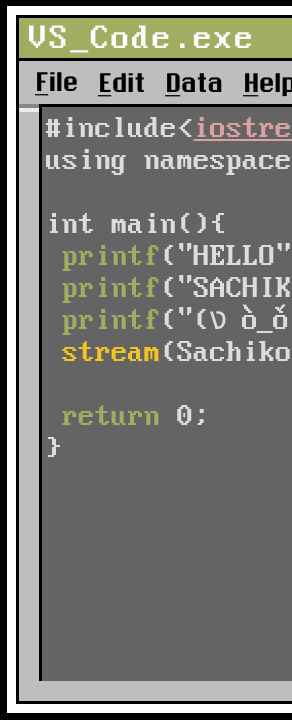 VS_Code.exe
File Edit Data Help
#include<iostre
using namespace
int main(){
printf("HELLO"
printf("SACHIK
printf("(ง ò_ǒ
stream(Sachiko
return 0;
}